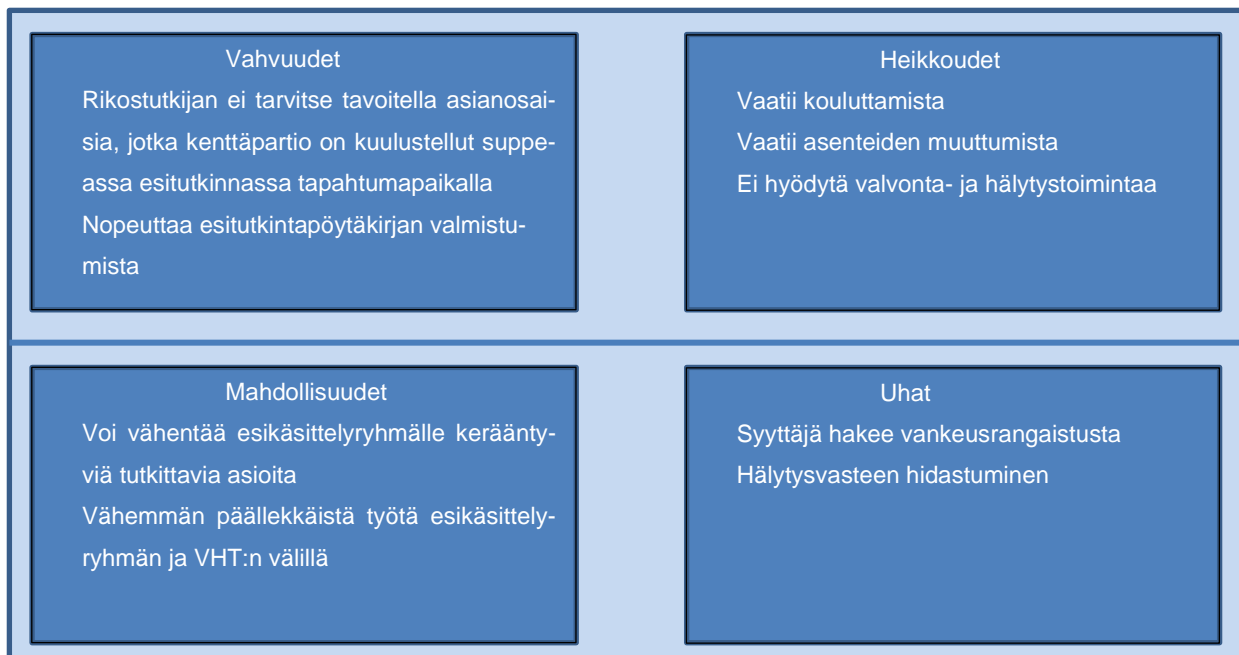 Vahvuudet
Rikostutkijan ei tarvitse tavoitella asianosai-
sia, jotka kenttäpartio on kuulustellut suppe-
assa esitutkinnassa tapahtumapaikalla
Nopeuttaa esitutkintapöytäkirjan valmistu-
mista
Heikkoudet
Vaatii kouluttamista
Vaatii asenteiden muuttumista
Ei hyödytä valvonta- ja hälytystoimintaa
Mahdollisuudet
Voi vähentää esikäsittelyryhmälle keräänty-
viä tutkittavia asioita
Vähemmän päällekkäistä työtä esikäsittely-
ryhmän ja VHT:n välillä
Uhat
Syyttäjä hakee vankeusrangaistusta
Hälytysvasteen hidastuminen